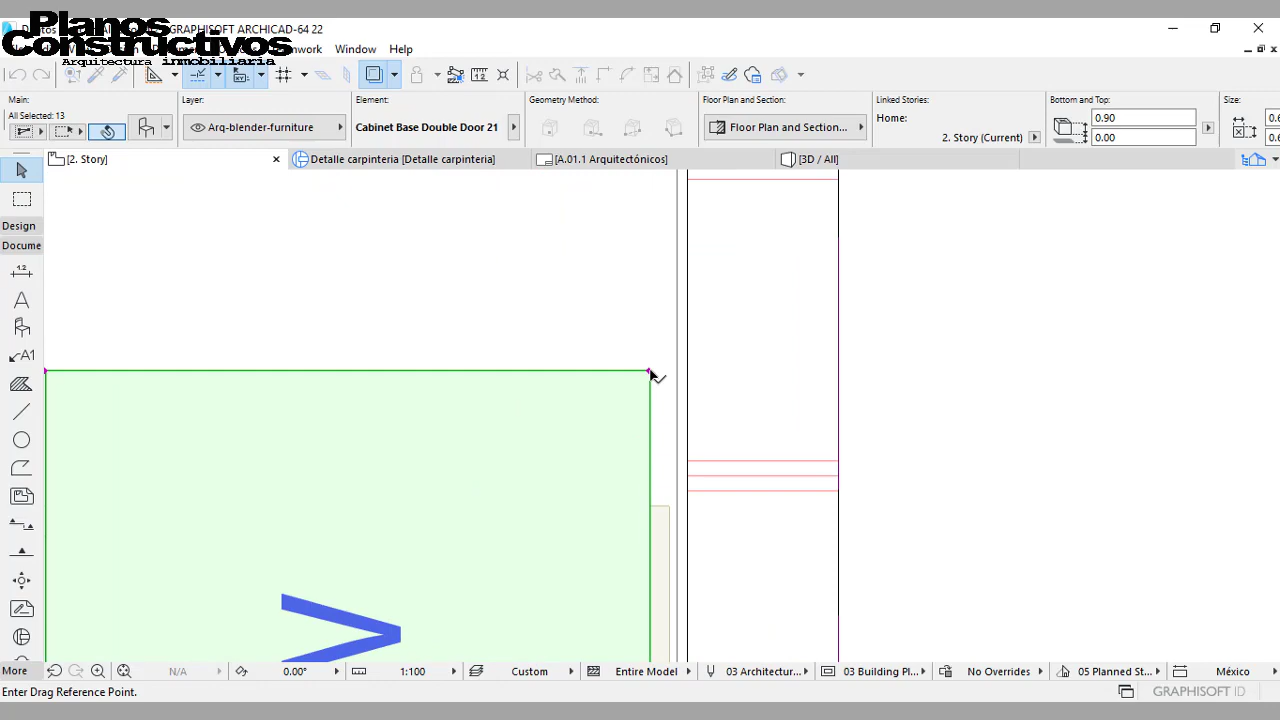 Planos
Constructivos
Arquitectura inmobiliaria
GRAPHISOFT ARCHICAD-64 22
Window Help
Main:
All Selected: 13
Layer:
Arq-blender-furniture
Element:
Cabinet Base Double Door 21
Geometry Method:
Floor Plan and Section:
Floor Plan and Section...
Linked Stories:
Home:
2. Story (Current)
Bottom and Top:
0.90
0.00
Size:
[2. Story]
Detalle carpinteria [Detalle carpinteria]
[A.01.1 Arquitectónicos]
[3D / All]
Design
Docume
1.2
A
A1
More
N/A
0.00°
1:100
Custom
Entire Model
03 Architectur...
03 Building Pl...
No Overrides
05 Planned St...
México
Enter Drag Reference Point.
GRAPHISOFT ID